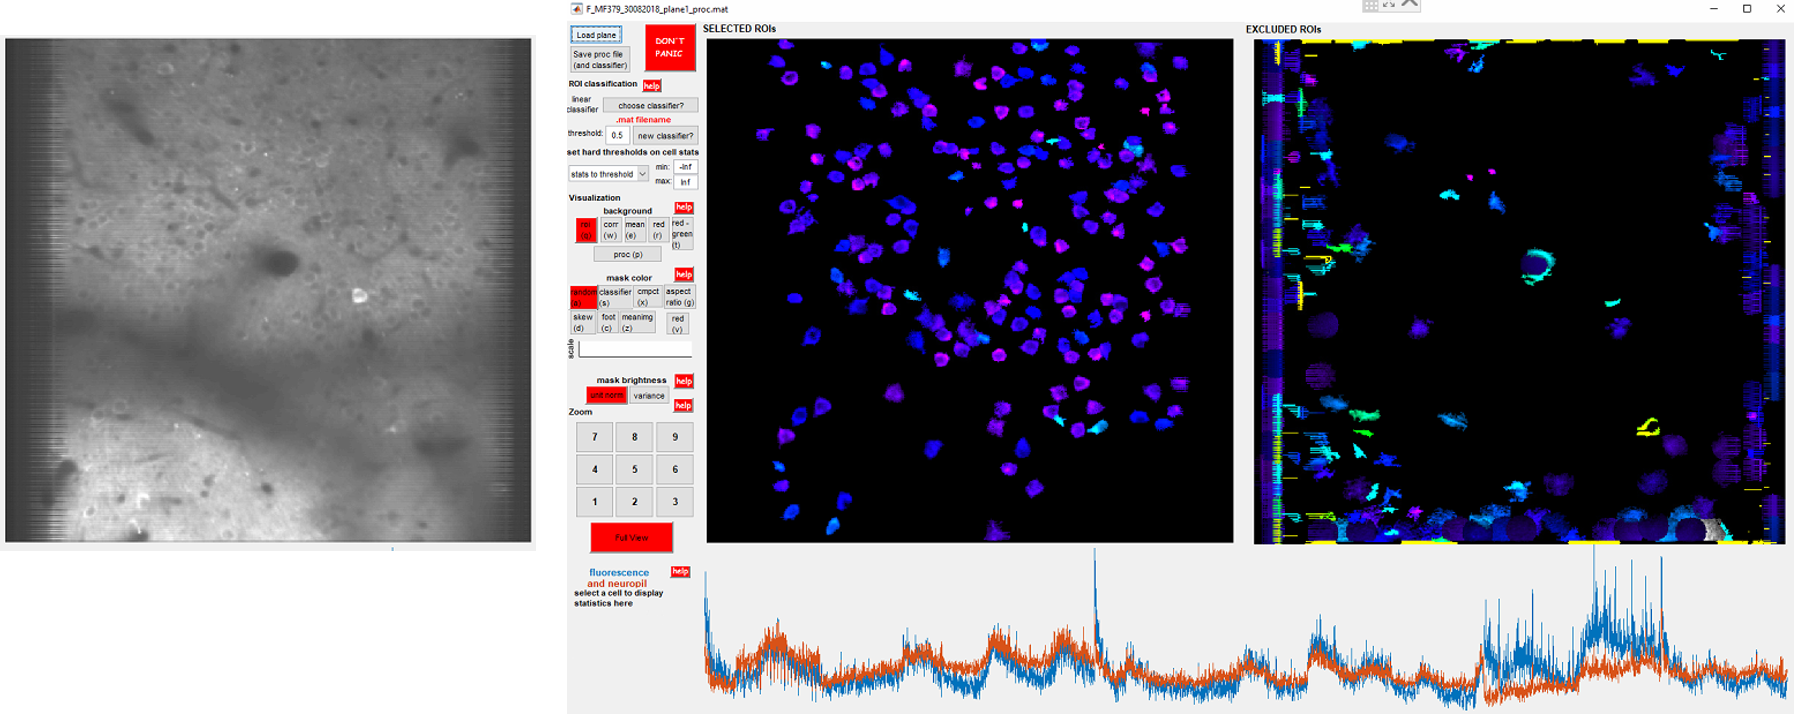 F_MF379_30082018_plane1_proc.mat
Load plane
DON'T
PANIC
SELECTED ROIs
EXCLUDED ROIs
Save proc file
(and classifier)
ROI classification
help
linear
classifier
choose classifier?
.mat filename
threshold:
0.5
new classifier?
set hard thresholds on cell stats
stats to threshold
min:
-Inf
max:
Inf
Visualization
help
background
roi
(q)
corr
(w)
mean
(e)
red
(r)
red -
green
(t)
proc (p)
help
mask color
random
(a)
classifier
(s)
cmpct
(x)
aspect
ratio (g)
skew
(d)
foot
(c)
meanimg
(z)
red
(v)
scale
mask brightness
help
unit norm
variance
help
Zoom
7
8
9
4
5
6
1
2
3
Full View
fluorescence
help
and neuropil
select a cell to display
statistics here